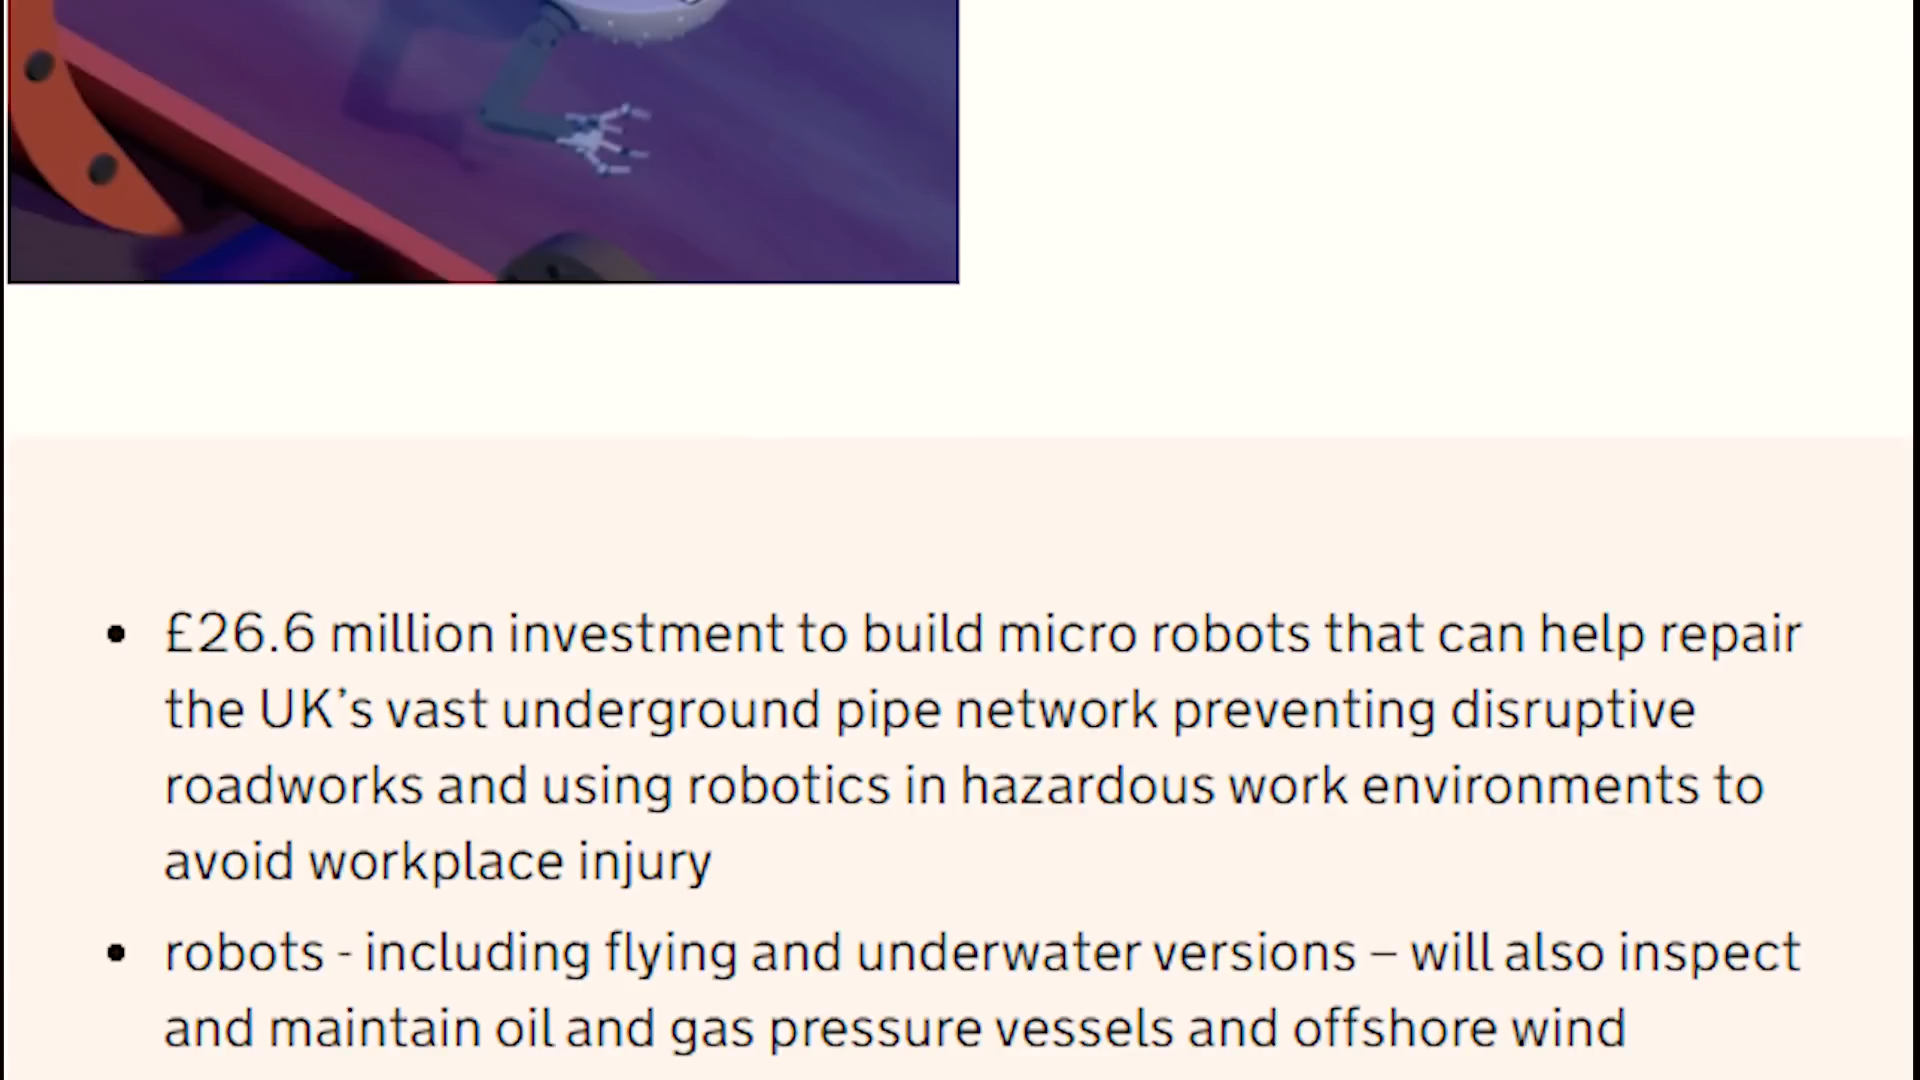 • £26.6 million investment to build micro robots that can help repair
the UK’s vast underground pipe network preventing disruptive
roadworks and using robotics in hazardous work environments to
avoid workplace injury
• robots - including flying and underwater versions – will also inspect
and maintain oil and gas pressure vessels and offshore wind